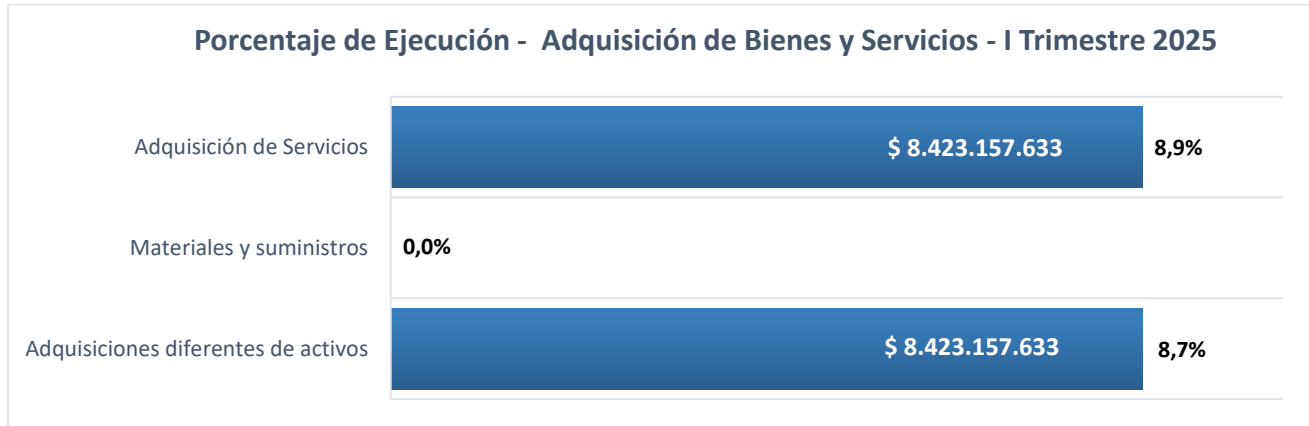 Porcentaje de Ejecución - Adquisición de Bienes y Servicios - I Trimestre 2025
Adquisición de Servicios
$ 8.423.157.633
8,9%
Materiales y suministros
0,0%
Adquisiciones diferentes de activos
$ 8.423.157.633
8,7%